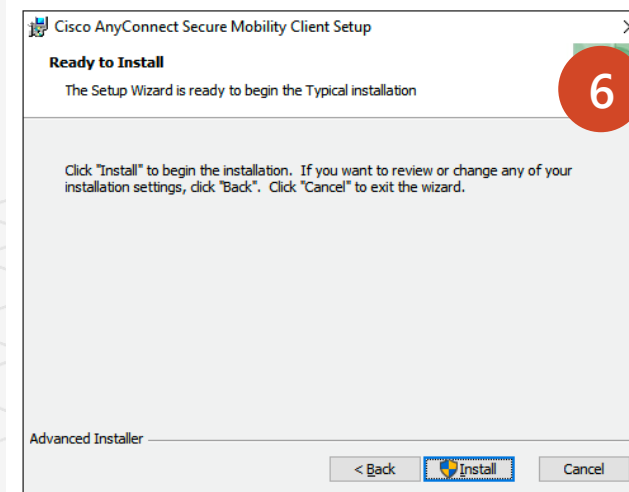 Cisco AnyConnect Secure Mobility Client Setup
Ready to Install
The Setup Wizard is ready to begin the Typical installation
6
Click "Install" to begin the installation. If you want to review or change any of your
installation settings, click "Back". Click "Cancel" to exit the wizard.
Advanced Installer
< Back Install Cancel